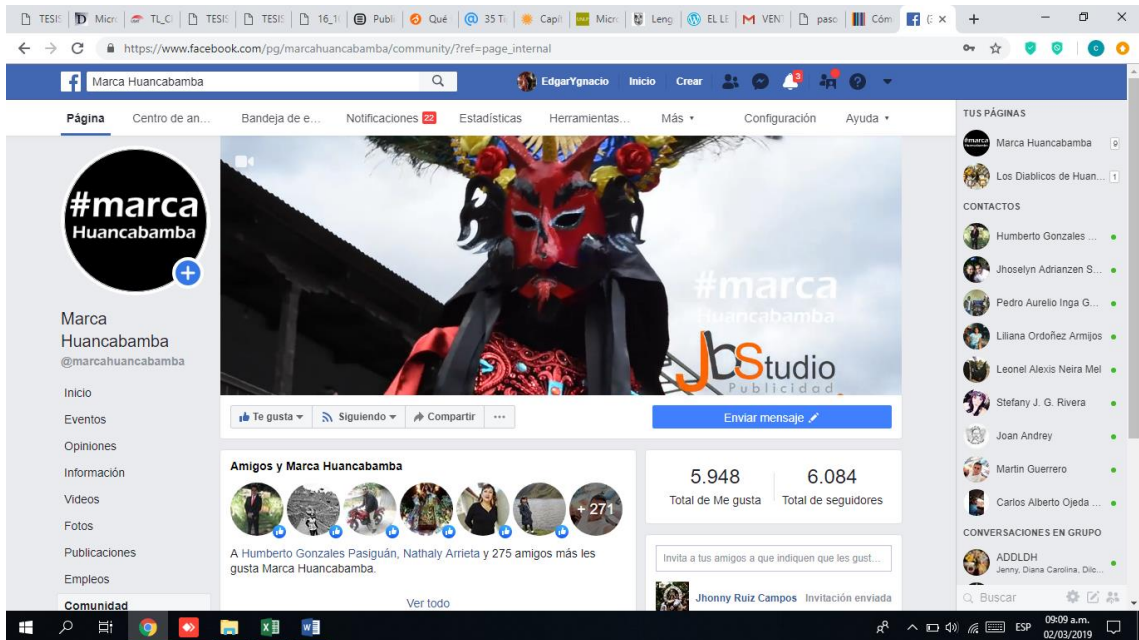 TESIS
Micro
TL_C
TESIS
TESIS
16_1
Publi
Qué
35 Ti
Capít
Micro
Leng
EL LE
VEN
paso
Cóm
https://www.facebook.com/pg/marcahuancabamba/community/?ref=page_internal
Marca Huancabamba
EdgarYgnacio Inicio Crear 3
Página Centro de an... Bandeja de e... Notificaciones 22 Estadísticas Herramientas... Más Configuración Ayuda
#marca
Huancabamba
Marca
Huancabamba
@marcahuancabamba
Inicio
Eventos
Opiniones
Información
Videos
Fotos
Publicaciones
Empleos
Comunidad
#marca
Huancabamba
JbStudio
Publicidad
Te gusta Siguiendo Compartir ...
Enviar mensaje
Amigos y Marca Huancabamba
+ 271
A Humberto Gonzales Pasiguán, Nathaly Arrieta y 275 amigos más les
gusta Marca Huancabamba.
Ver todo
5.948 6.084
Total de Me gusta Total de seguidores
Invita a tus amigos a que indiquen que les gust...
Jhonny Ruiz Campos Invitación enviada
TUS PÁGINAS
Marca Huancabamba 9
Los Diablicos de Huan... 1
CONTACTOS
Humberto Gonzales ...
Jhoselyn Adrianzen S...
Pedro Aurelio Inga G...
Liliana Ordoñez Armijos
Leonel Alexis Neira Mel
Stefany J. G. Rivera
Joan Andrey
Martin Guerrero
Carlos Alberto Ojeda ...
CONVERSACIONES EN GRUPO
ADDLDH
Jenny, Diana Carolina, Dilc...
Buscar
ESP
09:09 a.m.
02/03/2019